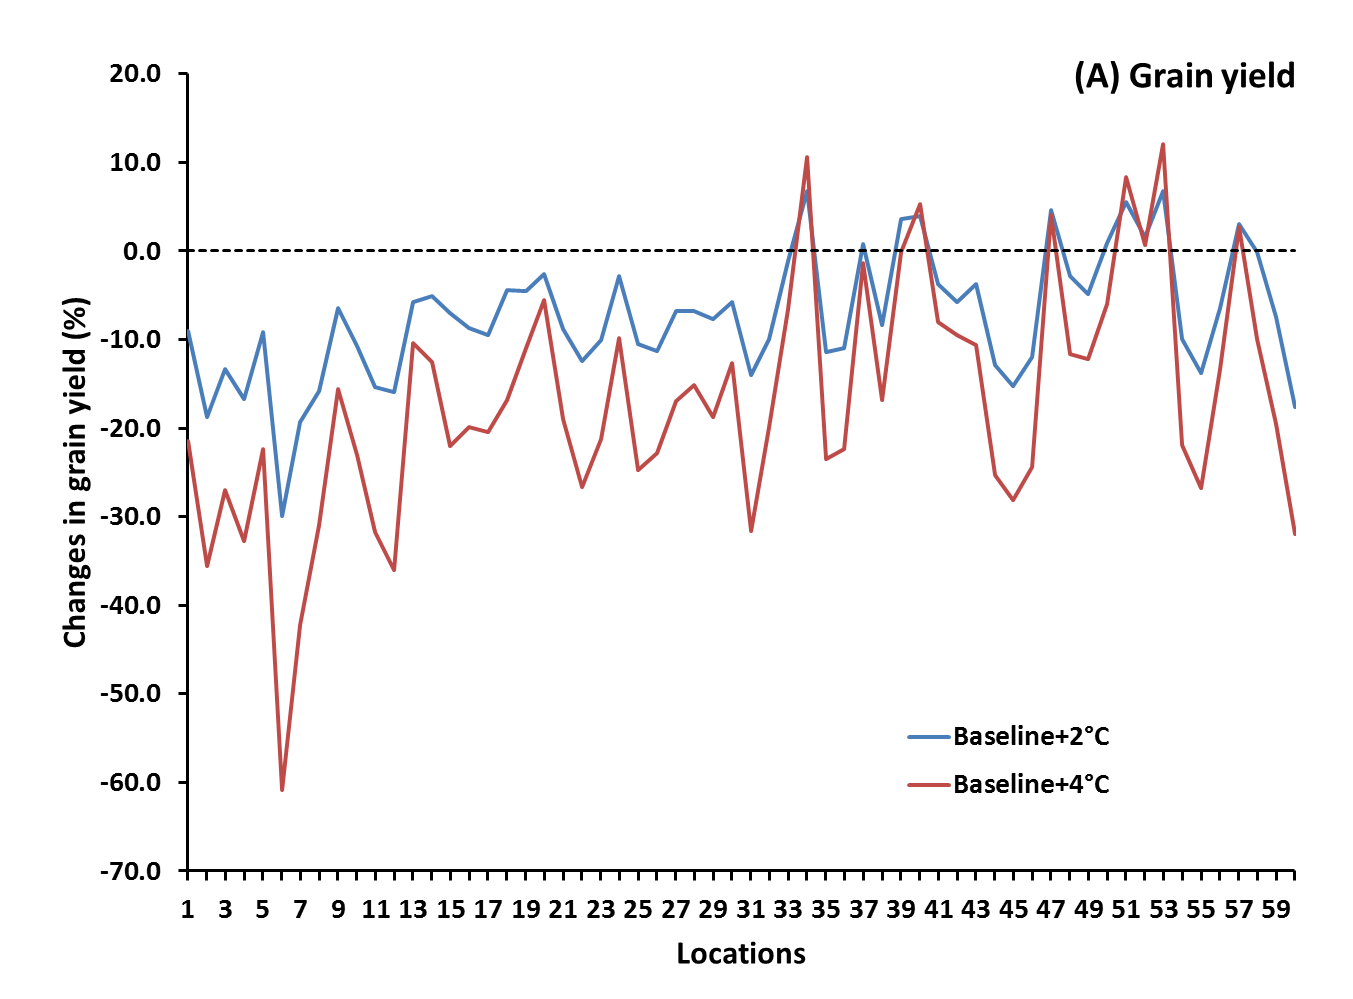 (A) Grain yield
20.0
10.0
0.0
-10.0
-20.0
-30.0
-40.0
-50.0
-60.0
-70.0
Changes in grain yield (%)
Baseline+2°C
Baseline+4°C
1 3 5 7 9 11 13 15 17 19 21 23 25 27 29 31 33 35 37 39 41 43 45 47 49 51 53 55 57 59
Locations